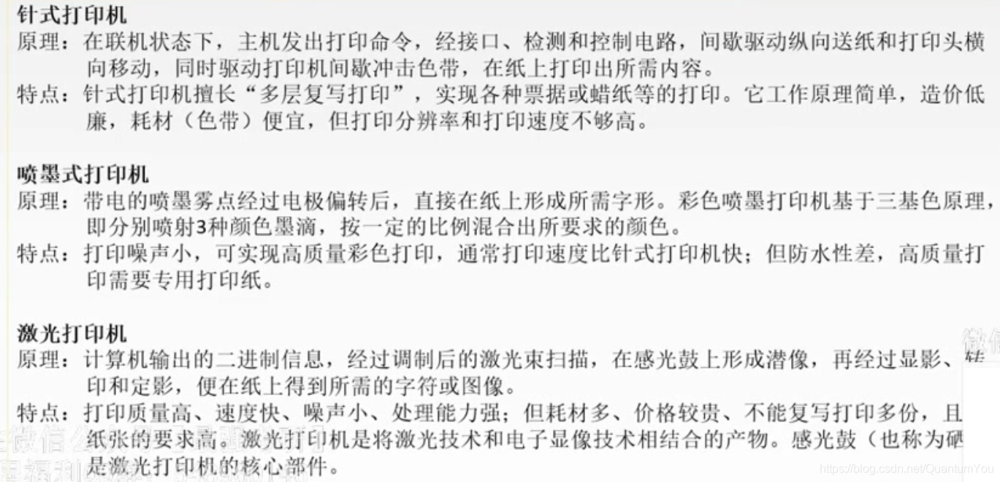 针式打印机
原理：在联机状态下，主机发出打印命令，经接口、检测和控制电路，间歇驱动纵向送纸和打印头横
向移动，同时驱动打印机间歇冲击色带，在纸上打印出所需内容。
特点：针式打印机擅长“多层复写打印”，实现各种票据或蜡纸等的打印。它工作原理简单，造价低
廉，耗材（色带）便宜，但打印分辨率和打印速度不够高。
喷墨式打印机
原理：带电的喷墨雾点经过电极偏转后，直接在纸上形成所需字形。彩色喷墨打印机基于三基色原理，
即分别喷射3种颜色墨滴，按一定的比例混合出所要求的颜色。
特点：打印噪声小，可实现高质量彩色打印，通常打印速度比针式打印机快；但防水性差，高质量打
印需要专用打印纸。
激光打印机
原理：计算机输出的二进制信息，经过调制后的激光束扫描，在感光鼓上形成潜像，再经过显影、转
印和定影，便在纸上得到所需的字符或图像。
特点：打印质量高、速度快、噪声小、处理能力强；但耗材多、价格较贵、不能复写打印多份，且
纸张的要求高。激光打印机是将激光技术和电子显像技术相结合的产物。感光鼓（也称为硒
是激光打印机的核心部件。
微信
https://blog.csdn.net/QuantumYou